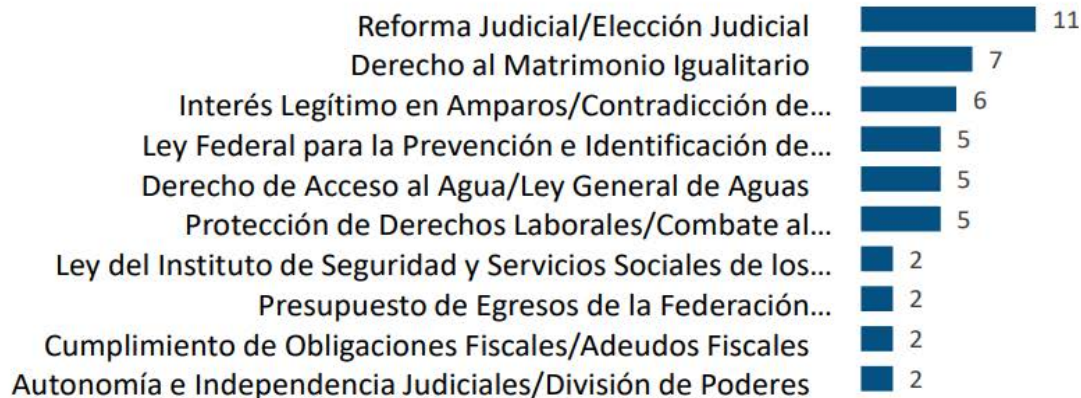 Reforma Judicial/Elección Judicial 11
Derecho al Matrimonio Igualitario 7
Interés Legítimo en Amparos/Contradicción de... 6
Ley Federal para la Prevención e Identificación de... 5
Derecho de Acceso al Agua/Ley General de Aguas 5
Protección de Derechos Laborales/Combate al... 5
Ley del Instituto de Seguridad y Servicios Sociales de los... 2
Presupuesto de Egresos de la Federación... 2
Cumplimiento de Obligaciones Fiscales/Adeudos Fiscales 2
Autonomía e Independencia Judiciales/División de Poderes 2